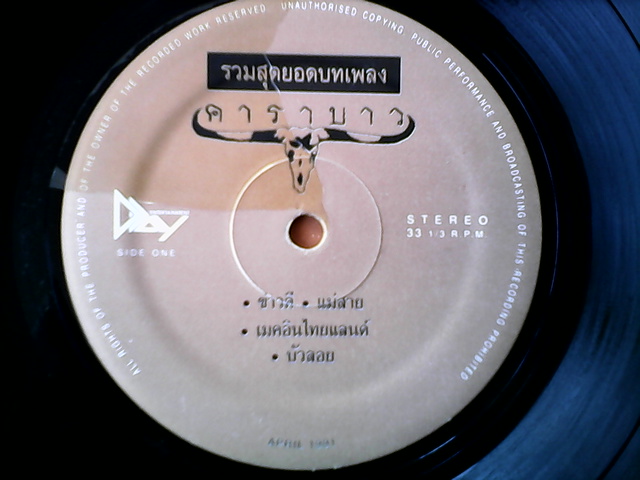 ALL RIGHTS OF THE PRODUCER AND OF THE OWNER OF THE RECORDED WORK RESERVED UNAUTHORISED COPYING, PUBLIC PERFORMANCE AND BROADCASTING OF THIS RECORDING PROHIBITED
รวมสุดยอดบทเพลง
คาราบาว
STEREO
33 1/3 R.P.M.
SIDE ONE
• ซาวลี • แม่สาย
• เมดอินไทยแลนด์
• บัวลอย
APRIL 1991